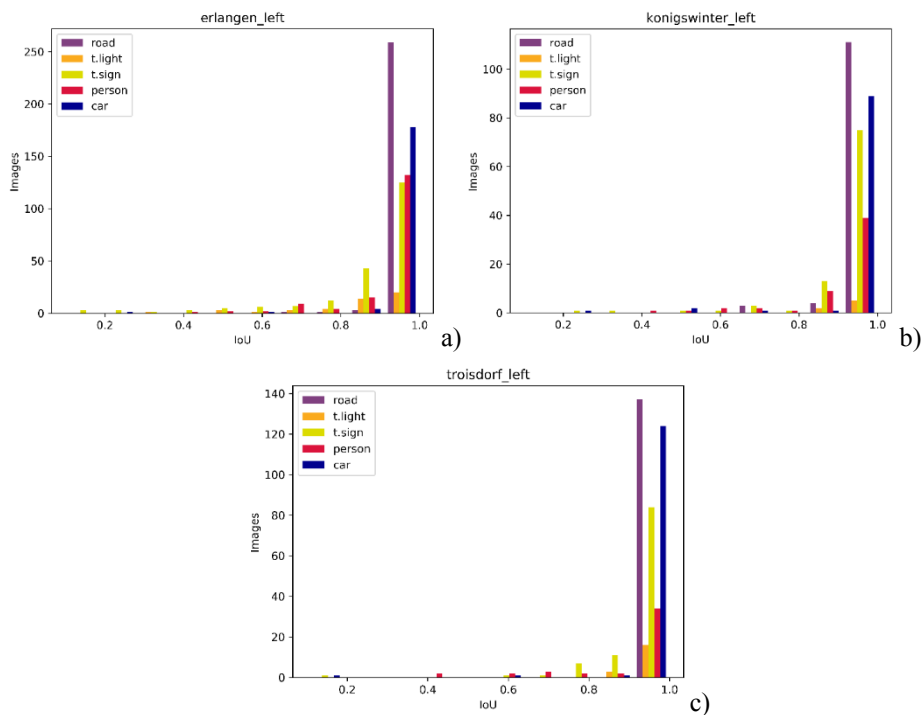 erlangen_left
road
t.light
t.sign
person
car
250
200
150
100
50
0
Images
0.2 0.4 0.6 0.8 1.0
IoU
a)
konigswinter_left
road
t.light
t.sign
person
car
100
80
60
40
20
0
Images
0.2 0.4 0.6 0.8 1.0
IoU
b)
troisdorf_left
road
t.light
t.sign
person
car
140
120
100
80
60
40
20
0
Images
0.2 0.4 0.6 0.8 1.0
IoU
c)